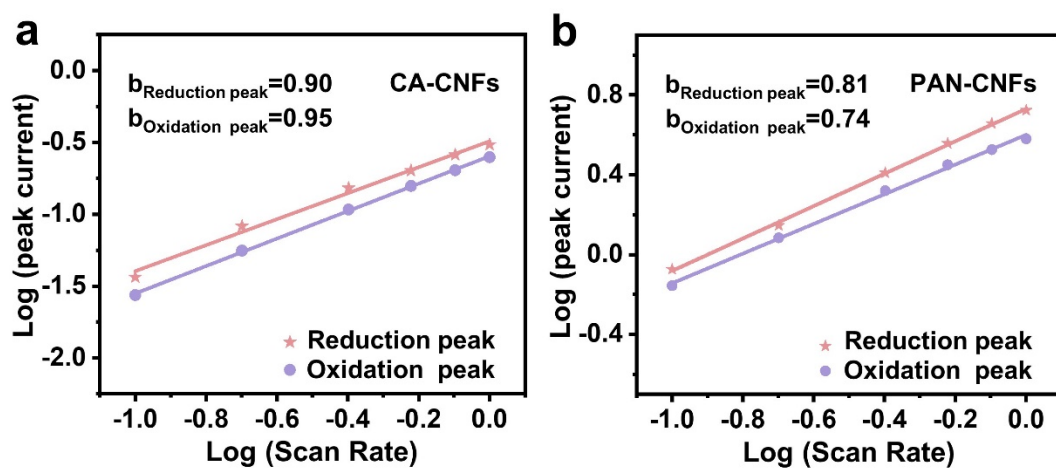 a
b Reduction peak=0.90
b Oxidation peak=0.95
CA-CNFs
0.0
-0.5
-1.0
-1.5
-2.0
Log (peak current)
Reduction peak
Oxidation peak
-1.0 -0.8 -0.6 -0.4 -0.2 0.0
Log (Scan Rate)
b
b Reduction peak=0.81
b Oxidation peak=0.74
PAN-CNFs
0.8
0.4
0.0
-0.4
Log (peak current)
Reduction peak
Oxidation peak
-1.0 -0.8 -0.6 -0.4 -0.2 0.0
Log (Scan Rate)